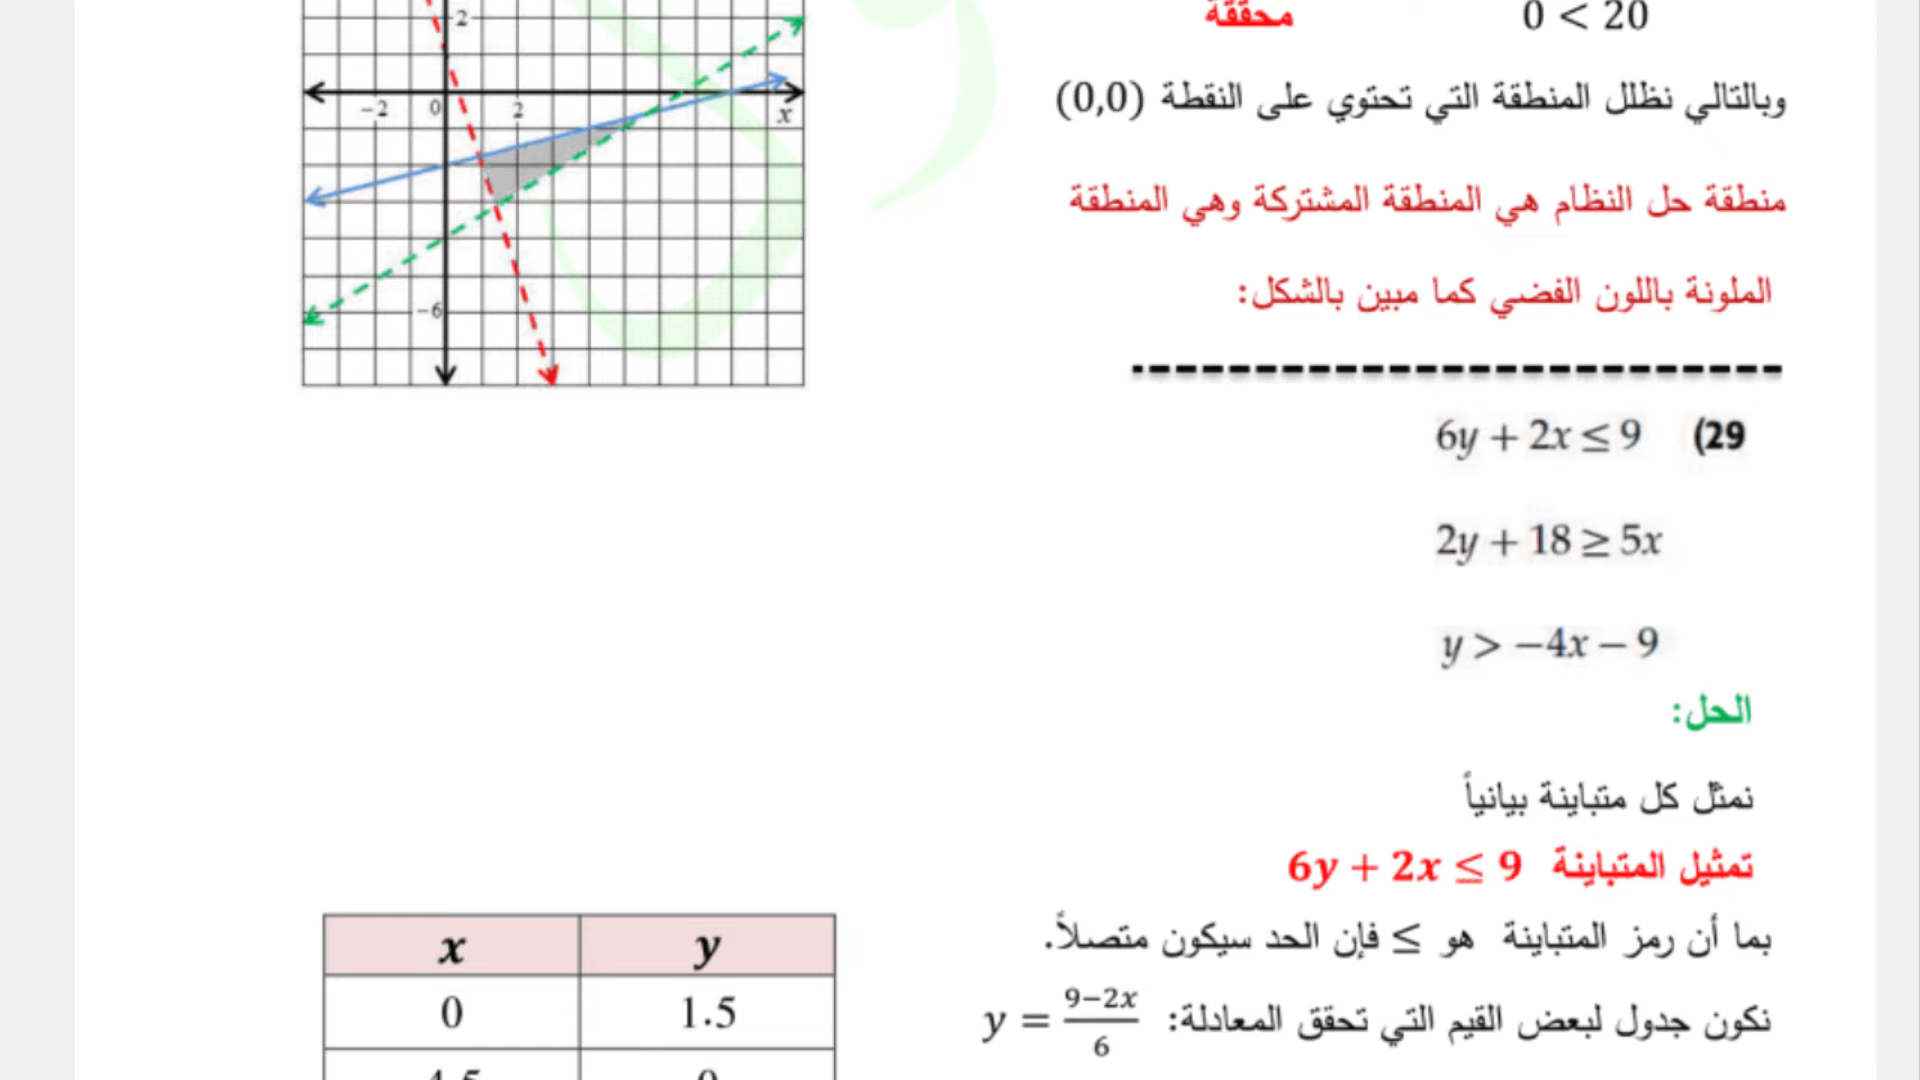 محققة 0 < 20
وبالتالي نظلل المنطقة التي تحتوي على النقطة (0,0)
منطقة حل النظام هي المنطقة المشتركة وهي المنطقة
الملونة باللون الفضي كما مبين بالشكل:
2
−2 0 2 x
−6
29) 6y + 2x ≤ 9
2y + 18 ≥ 5x
y > −4x − 9
الحل:
نمثل كل متباينة بيانياً
تمثيل المتباينة 6y + 2x ≤ 9
بما أن رمز المتباينة هو ≥ فإن الحد سيكون متصلاً.
نكون جدول لبعض القيم التي تحقق المعادلة: y = \frac{9−2x}{6}
x y
0 1.5